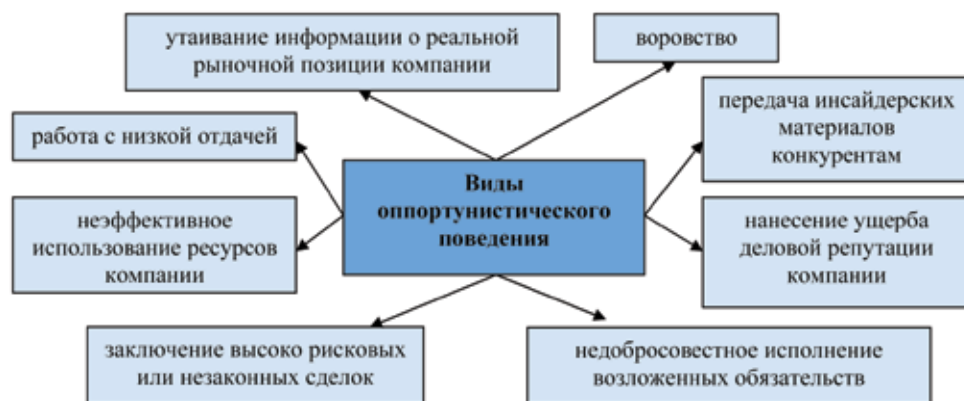 утаивание информации о реальной
рыночной позиции компании
воровство
работа с низкой отдачей
передача инсайдерских
материалов
конкурентам
Виды
оппортунистического
поведения
неэффективное
использование ресурсов
компании
нанесение ущерба
деловой репутации
компании
заключение высоко рисковых
или незаконных сделок
недобросовестное исполнение
возложенных обязательств